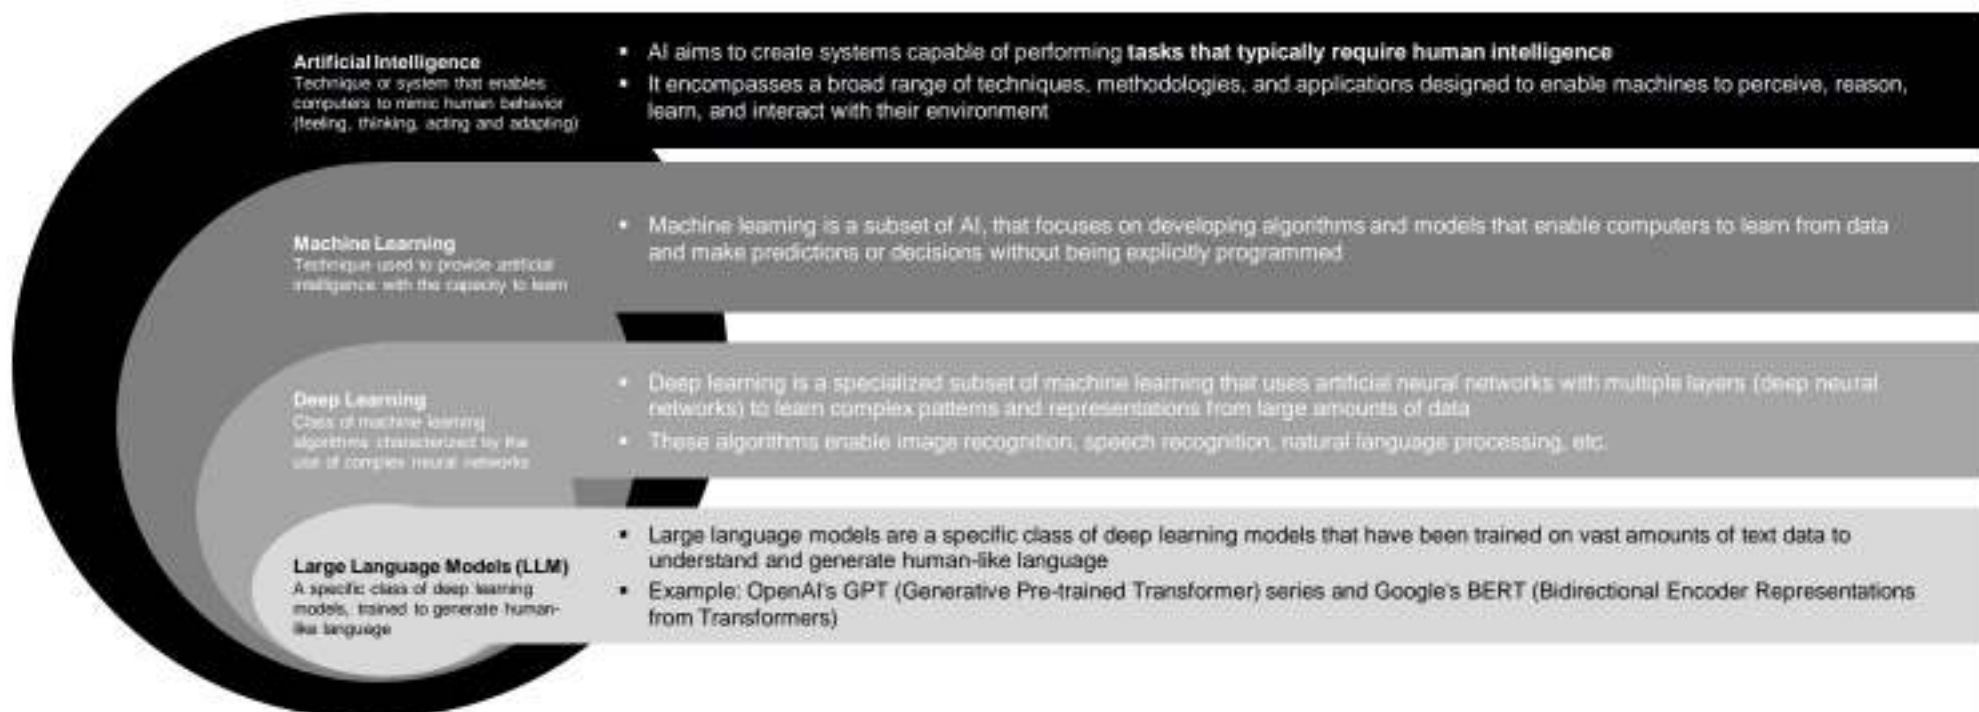 Artificial Intelligence
Technique or system that enables
computers to mimic human behavior
(feeling, thinking, acting and adapting)
▪ AI aims to create systems capable of performing tasks that typically require human intelligence
▪ It encompasses a broad range of techniques, methodologies, and applications designed to enable machines to perceive, reason,
learn, and interact with their environment
Machine Learning
Technique used to provide artificial
intelligence with the capacity to learn
▪ Machine learning is a subset of AI, that focuses on developing algorithms and models that enable computers to learn from data
and make predictions or decisions without being explicitly programmed
Deep Learning
Class of machine learning
algorithms characterized by the
use of complex neural networks
▪ Deep learning is a specialized subset of machine learning that uses artificial neural networks with multiple layers (deep neural
networks) to learn complex patterns and representations from large amounts of data
▪ These algorithms enable image recognition, speech recognition, natural language processing, etc.
Large Language Models (LLM)
A specific class of deep learning
models, trained to generate human-
like language
▪ Large language models are a specific class of deep learning models that have been trained on vast amounts of text data to
understand and generate human-like language
▪ Example: OpenAI's GPT (Generative Pre-trained Transformer) series and Google's BERT (Bidirectional Encoder Representations
from Transformers)